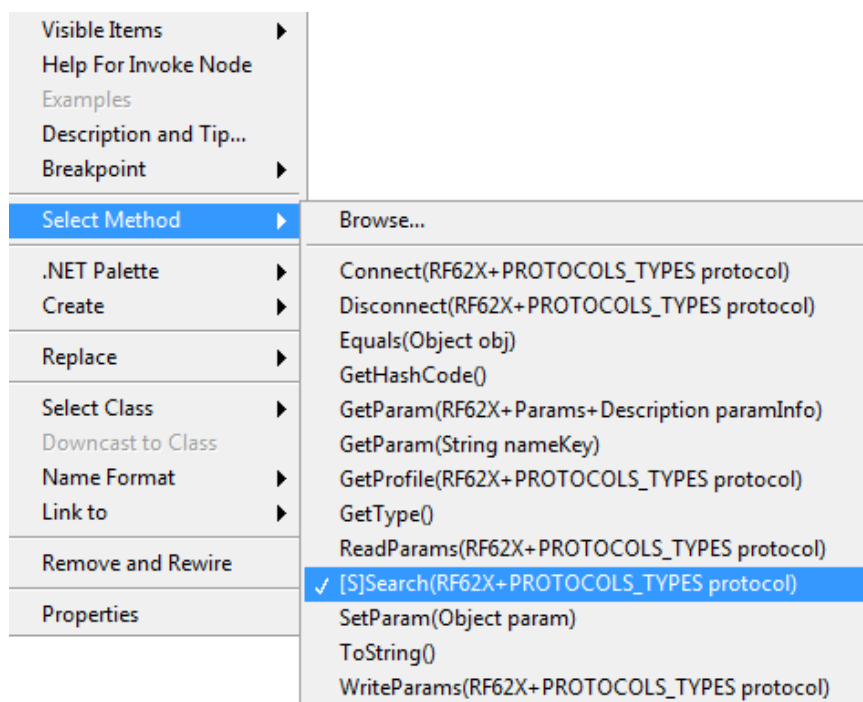 Visible Items
Help For Invoke Node
Examples
Description and Tip...
Breakpoint
Select Method
.NET Palette
Create
Replace
Select Class
Downcast to Class
Name Format
Link to
Remove and Rewire
Properties
Browse...
Connect(RF62X+PROTOCOLS_TYPES protocol)
Disconnect(RF62X+PROTOCOLS_TYPES protocol)
Equals(Object obj)
GetHashCode()
GetParam(RF62X+Params+Description paramInfo)
GetParam(String nameKey)
GetProfile(RF62X+PROTOCOLS_TYPES protocol)
GetType()
ReadParams(RF62X+PROTOCOLS_TYPES protocol)
✓ [S]Search(RF62X+PROTOCOLS_TYPES protocol)
SetParam(Object param)
ToString()
WriteParams(RF62X+PROTOCOLS_TYPES protocol)